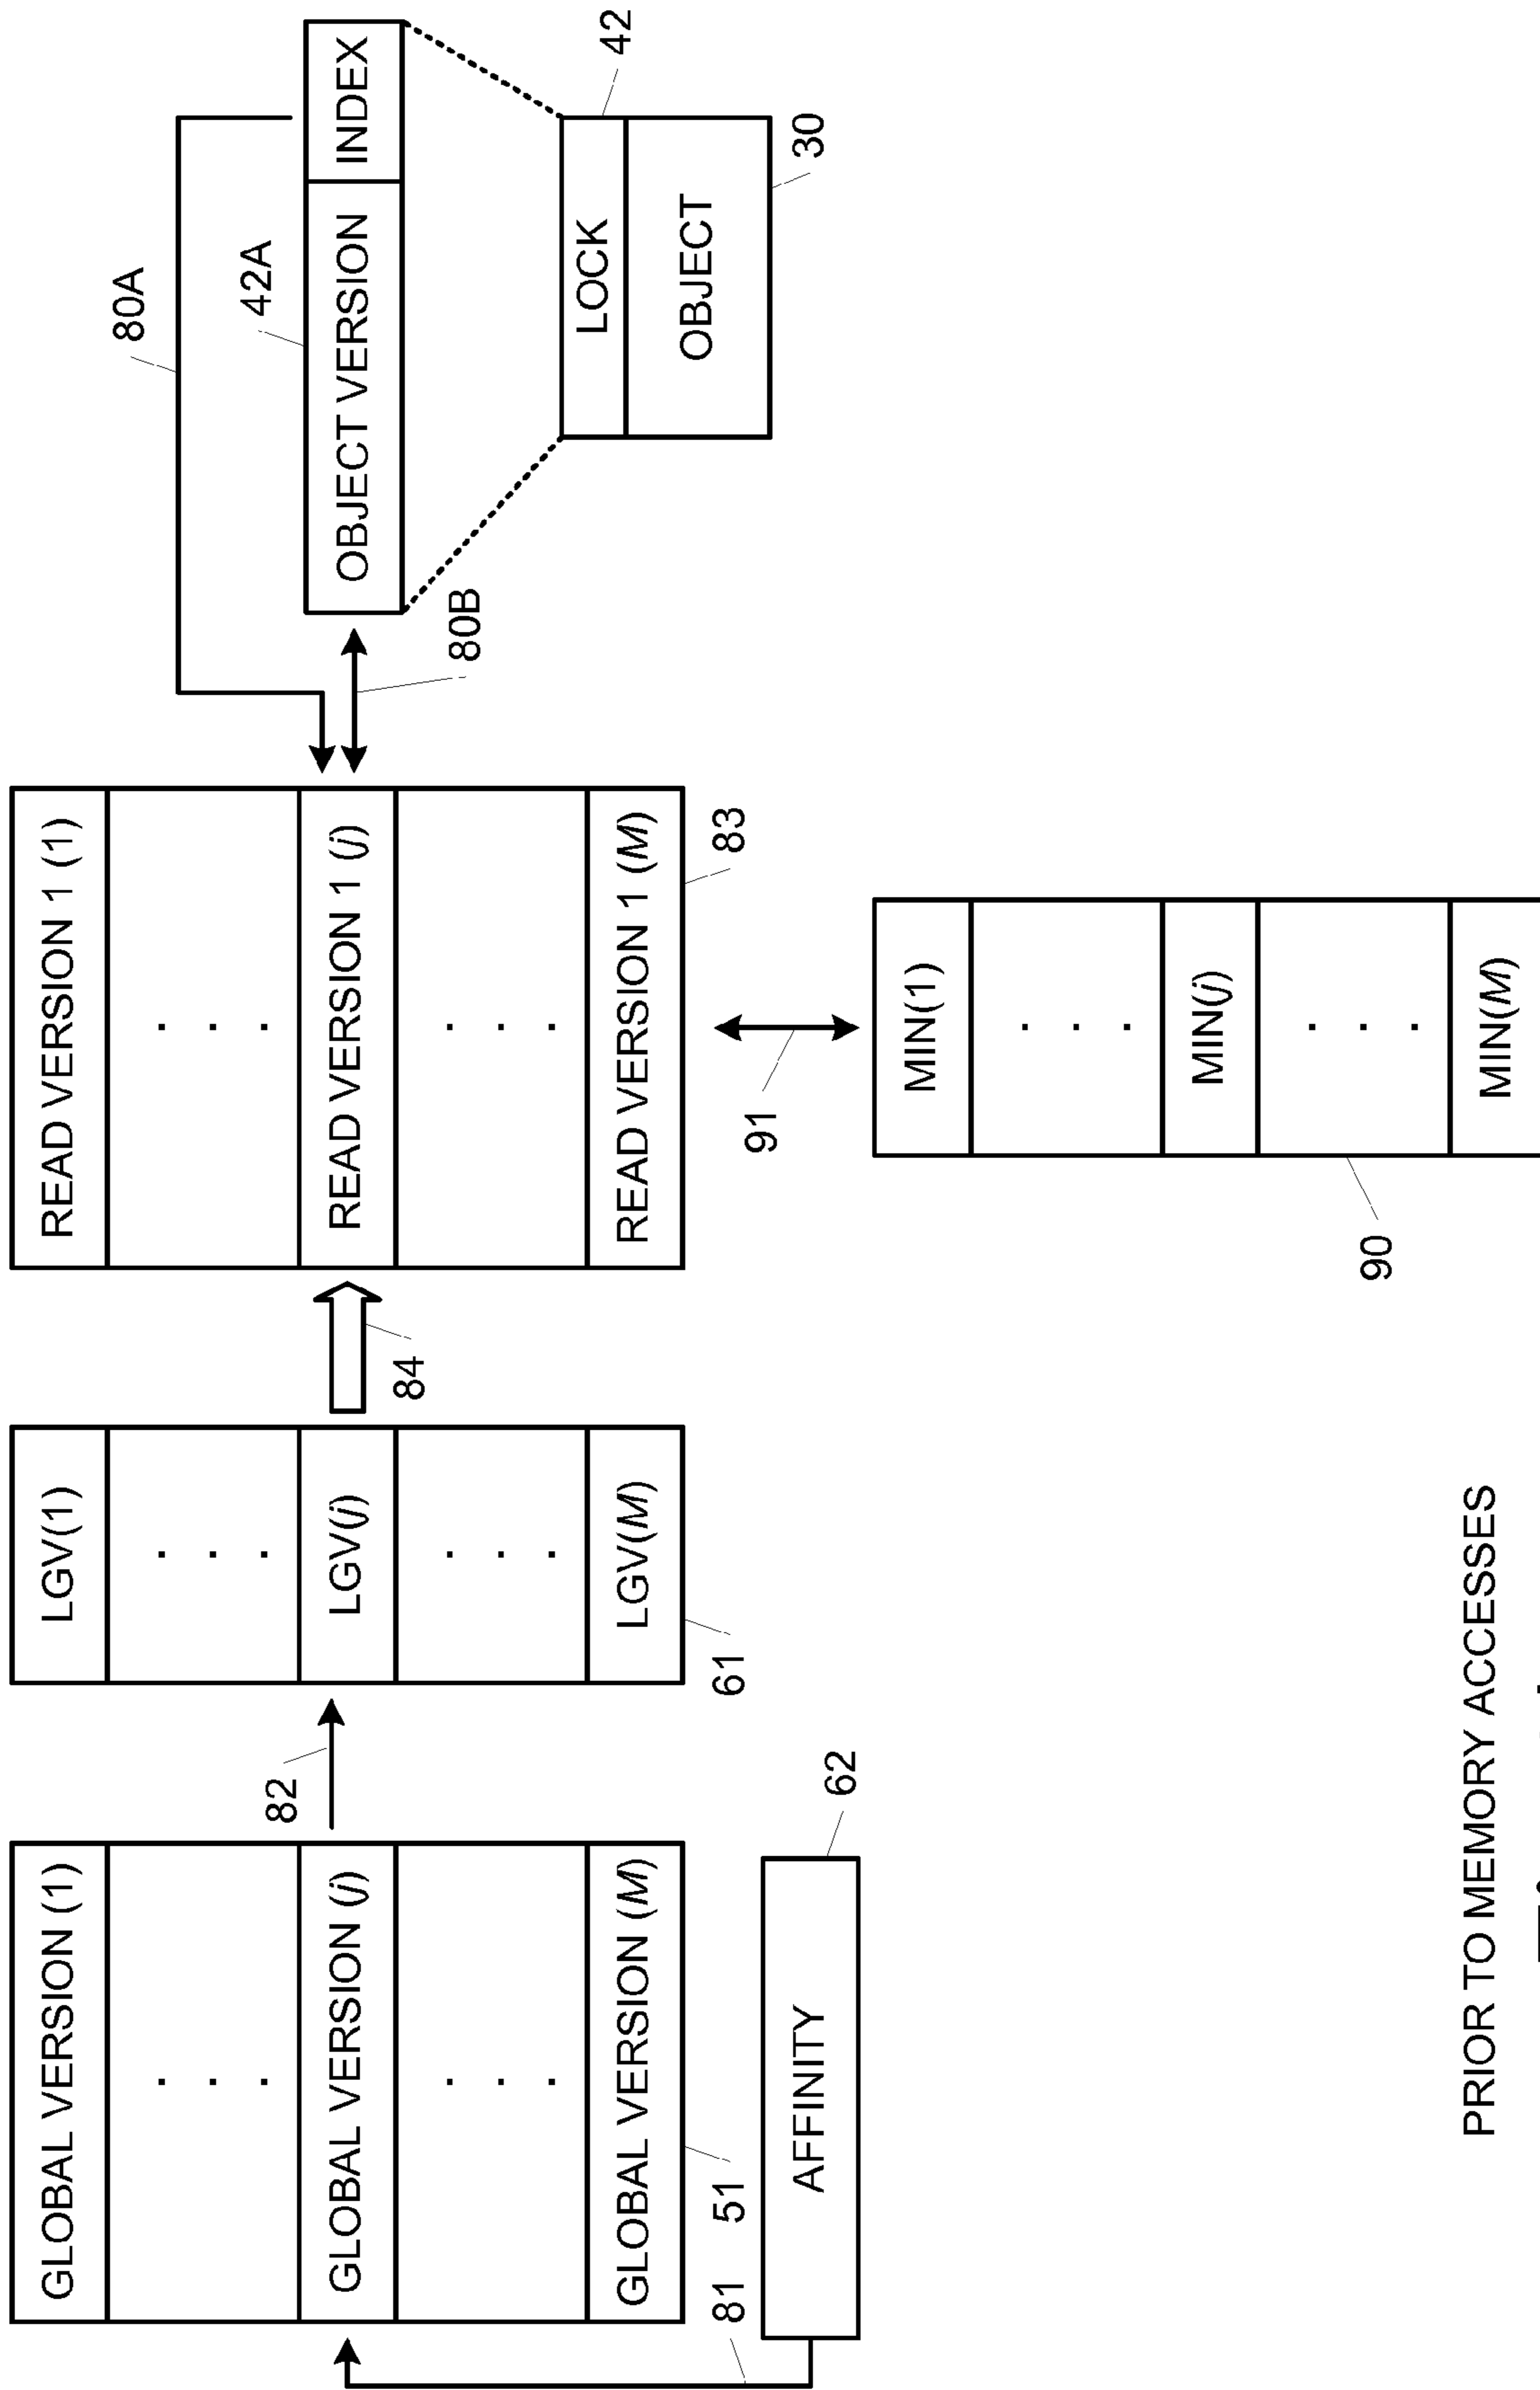 GLOBAL VERSION (1)
. . .
GLOBAL VERSION (j)
. . .
GLOBAL VERSION (M)
81
51
AFFINITY
62
82
LGV(1)
. . .
LGV(j)
. . .
LGV(M)
61
84
READ VERSION 1 (1)
. . .
READ VERSION 1 (j)
. . .
READ VERSION 1 (M)
83
91
MIN(1)
. . .
MIN(j)
. . .
MIN(M)
90
80A
80B
42A
OBJECT VERSION
INDEX
LOCK
42
OBJECT
30
PRIOR TO MEMORY ACCESSES